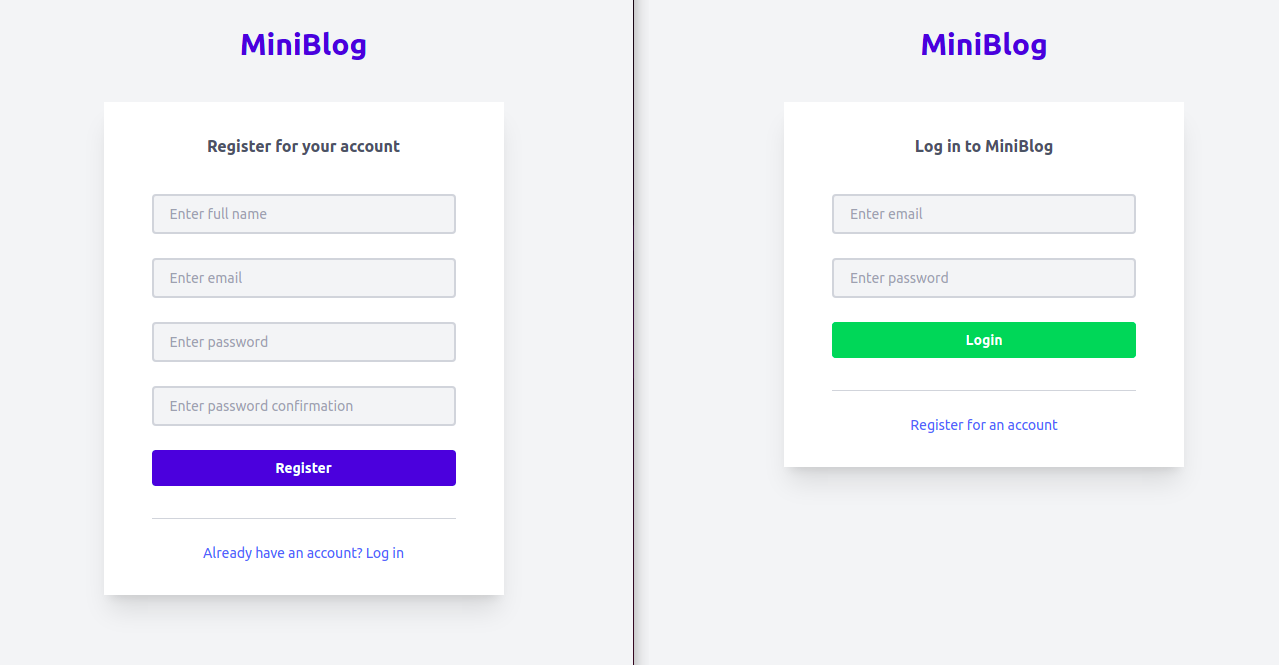 MiniBlog
Register for your account
Enter full name
Enter email
Enter password
Enter password confirmation
Register
Already have an account? Log in
MiniBlog
Log in to MiniBlog
Enter email
Enter password
Login
Register for an account